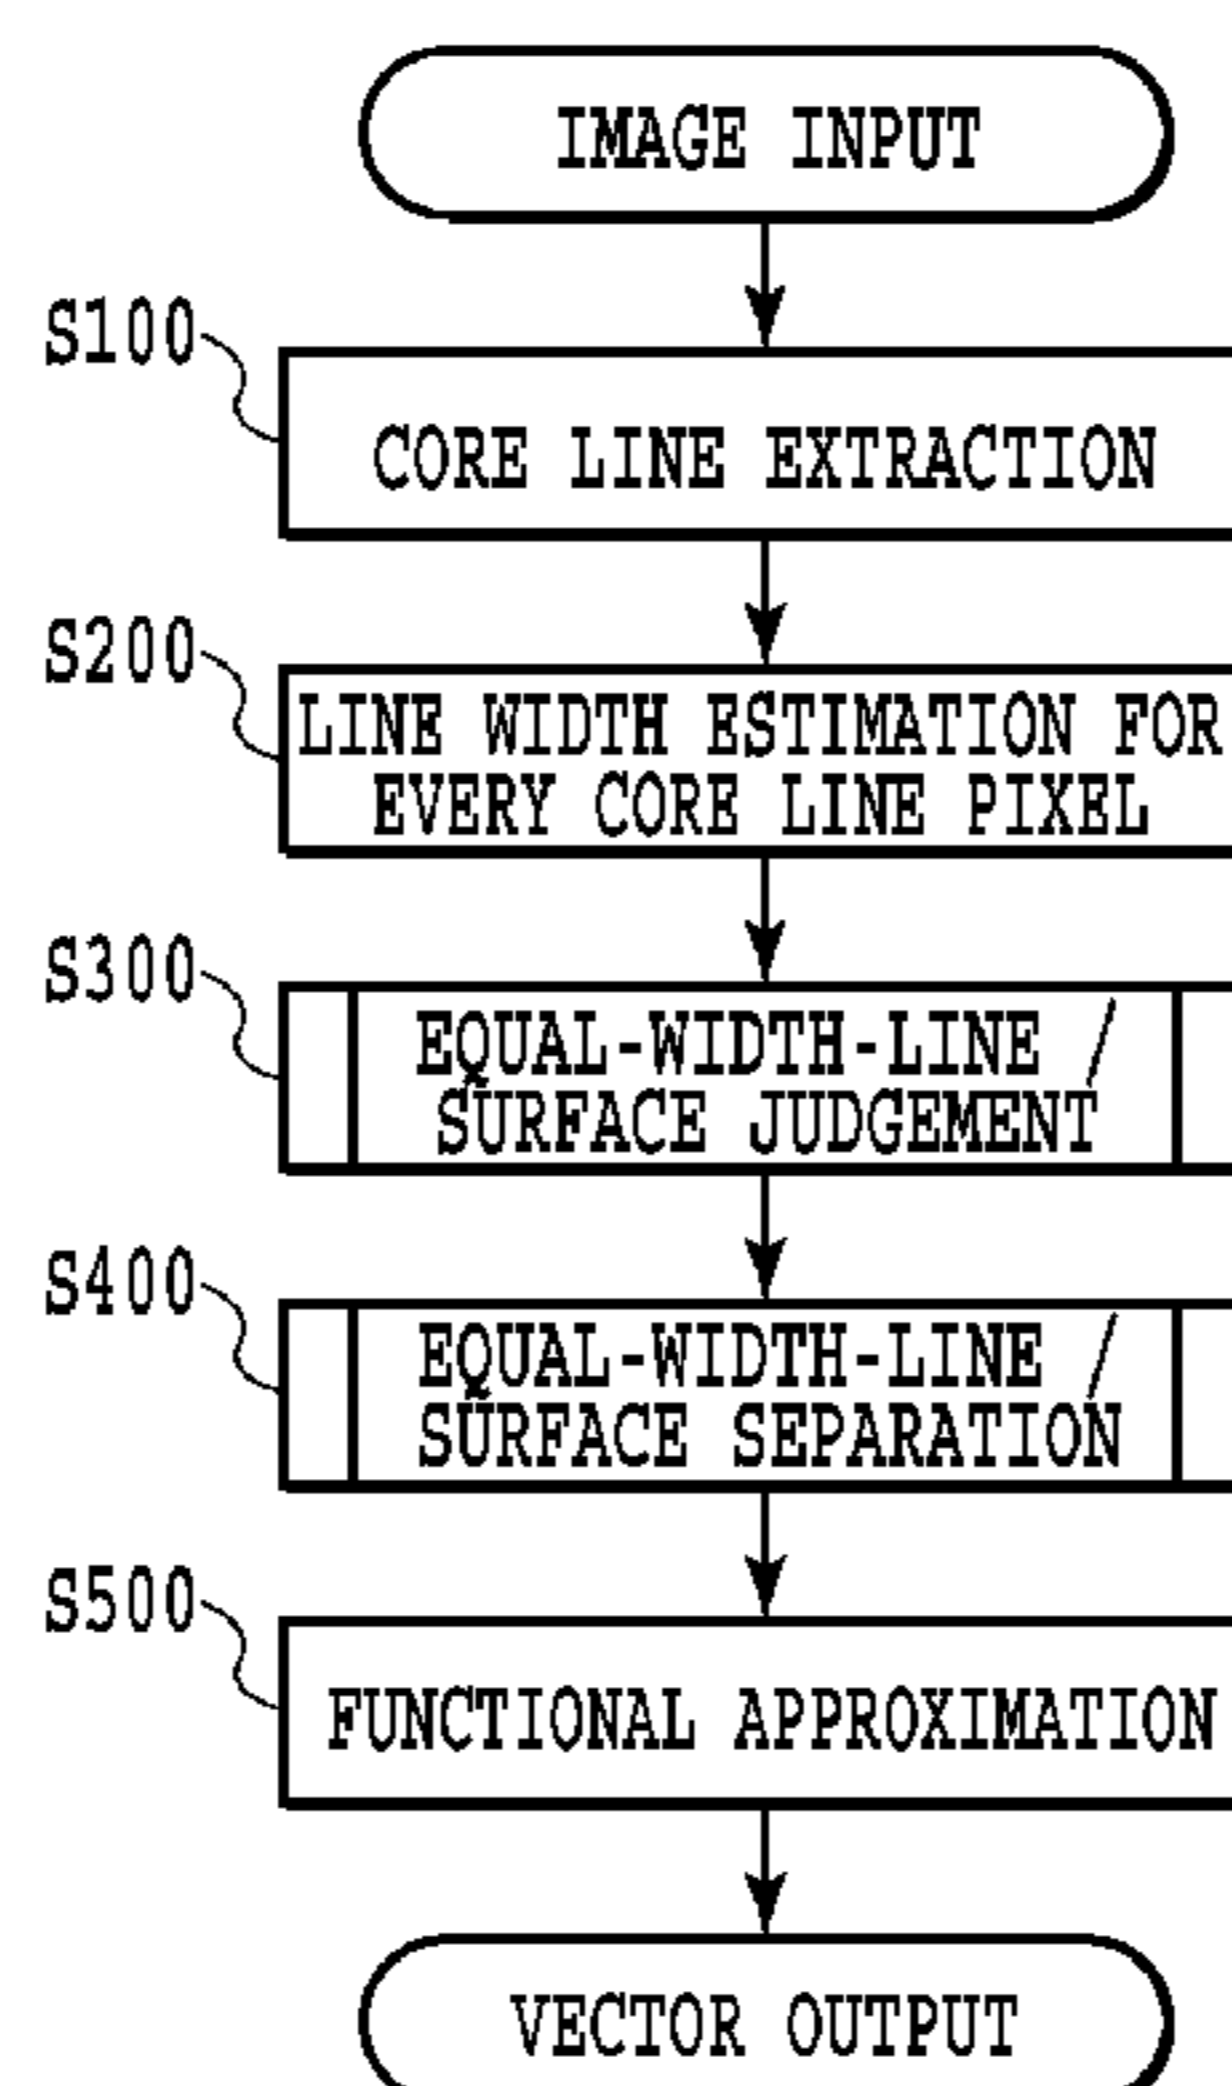 IMAGE INPUT
S100
CORE LINE EXTRACTION
S200
LINE WIDTH ESTIMATION FOR
EVERY CORE LINE PIXEL
S300
EQUAL-WIDTH-LINE /
SURFACE JUDGEMENT
S400
EQUAL-WIDTH-LINE /
SURFACE SEPARATION
S500
FUNCTIONAL APPROXIMATION
VECTOR OUTPUT